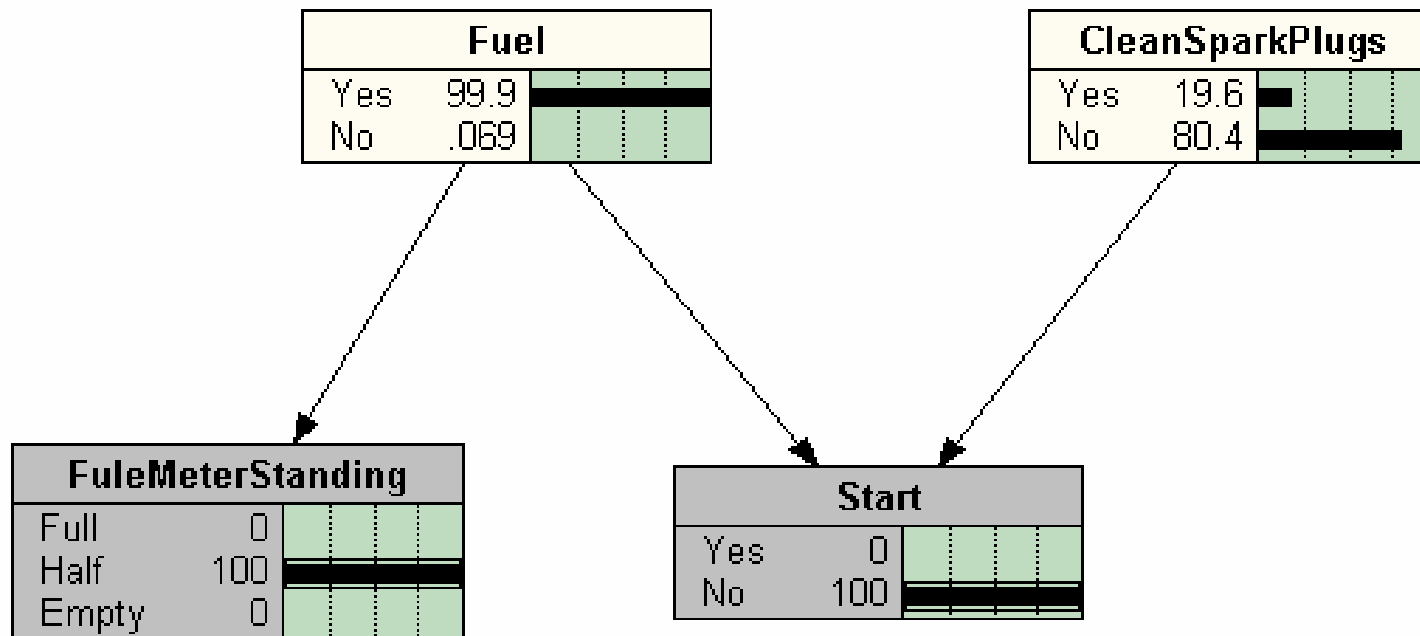 Fuel
Yes 99.9
No .069
CleanSparkPlugs
Yes 19.6
No 80.4
FuleMeterStanding
Full 0
Half 100
Empty 0
Start
Yes 0
No 100